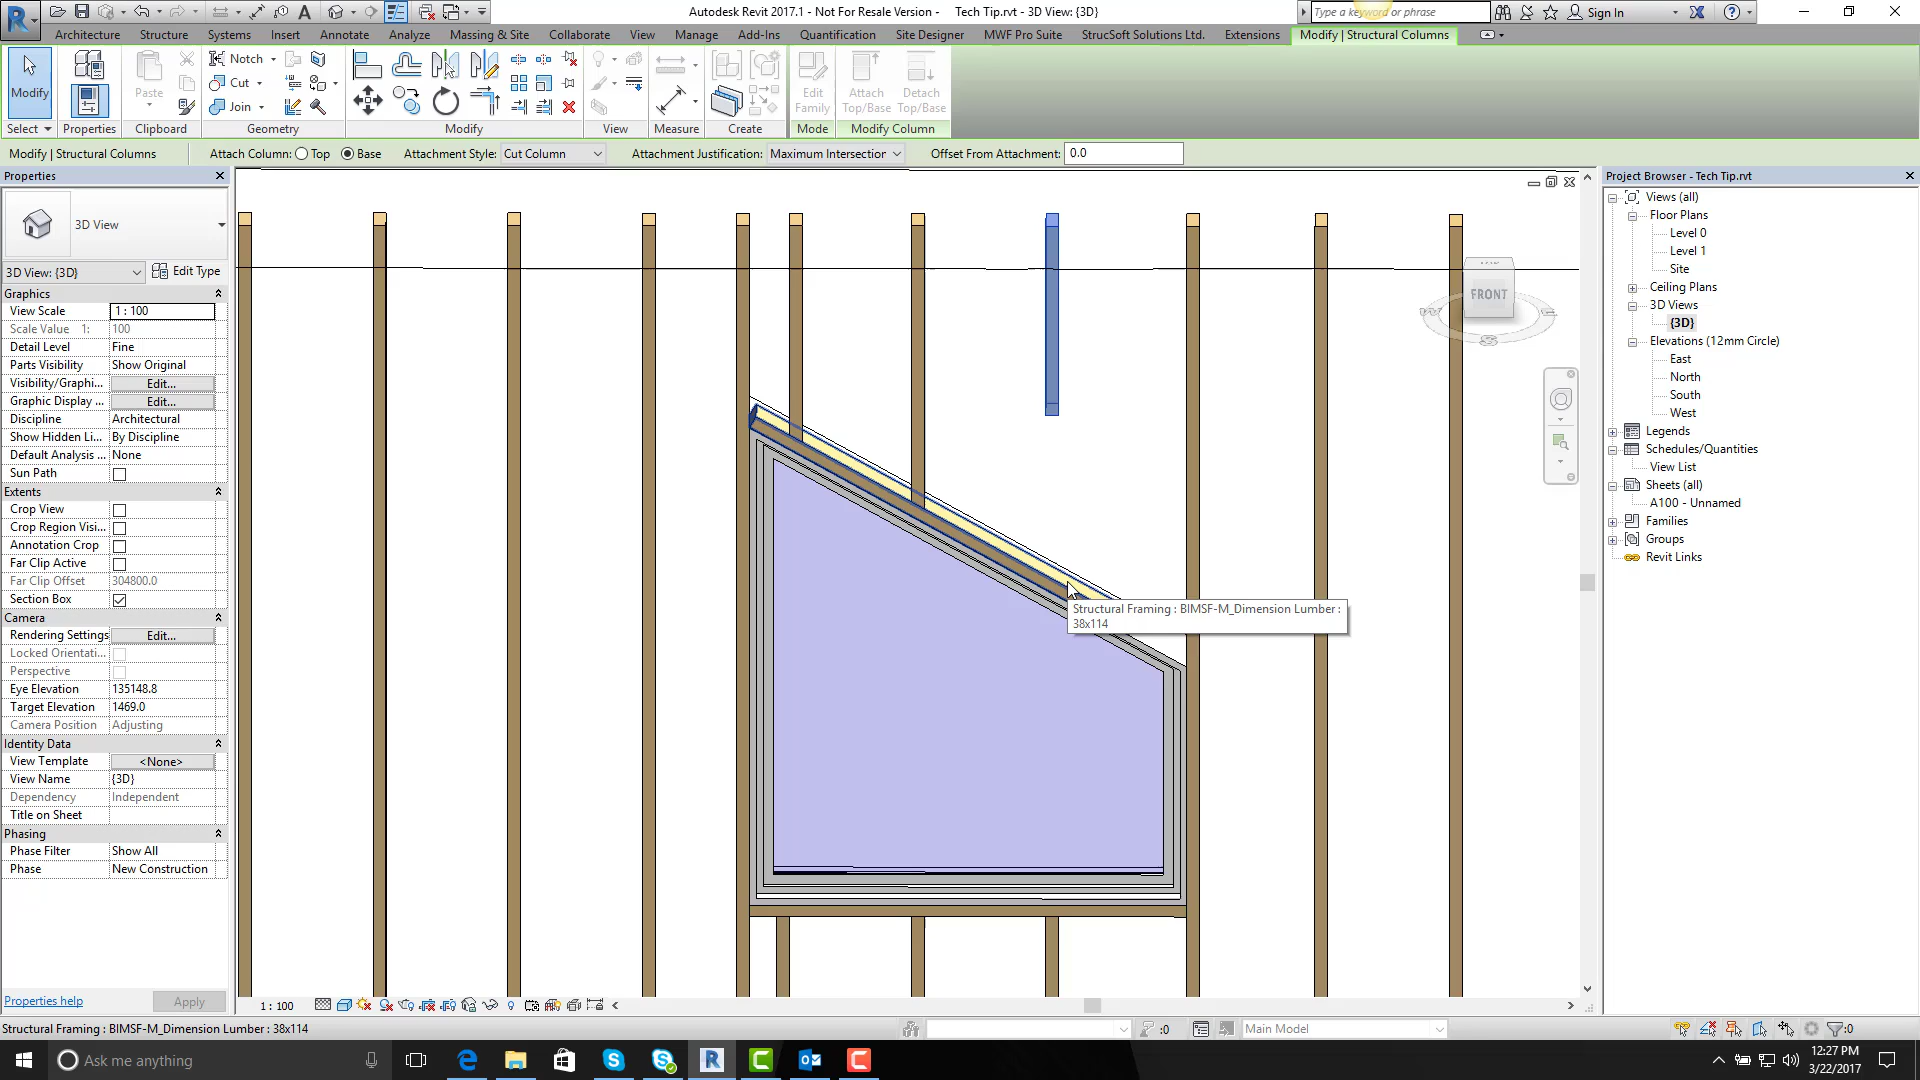 Autodesk Revit 2017.1 - Not For Resale Version - Tech Tip.rvt - 3D View: {3D}
Type a keyword or phrase
Sign In
Architecture Structure Systems Insert Annotate Analyze Massing & Site Collaborate View Manage Add-Ins Quantification Site Designer MWF Pro Suite StrucSoft Solutions Ltd. Extensions Modify | Structural Columns
Modify
Paste
Notch
Cut
Join
Edit Family
Attach Top/Base
Detach Top/Base
Select Properties Clipboard Geometry Modify View Measure Create Mode Modify Column
Modify | Structural Columns Attach Column: Top Base Attachment Style: Cut Column Attachment Justification: Maximum Intersection Offset From Attachment: 0.0
Properties
3D View
3D View: {3D} Edit Type
Graphics
View Scale 1 : 100
Scale Value 1: 100
Detail Level Fine
Parts Visibility Show Original
Visibility/Graphi... Edit...
Graphic Display ... Edit...
Discipline Architectural
Show Hidden Li... By Discipline
Default Analysis ... None
Sun Path
Extents
Crop View
Crop Region Visi...
Annotation Crop
Far Clip Active
Far Clip Offset 304800.0
Section Box
Camera
Rendering Settings Edit...
Locked Orientati...
Perspective
Eye Elevation 135148.8
Target Elevation 1469.0
Camera Position Adjusting
Identity Data
View Template <None>
View Name {3D}
Dependency Independent
Title on Sheet
Phasing
Phase Filter Show All
Phase New Construction
Properties help Apply
FRONT
W
S
Structural Framing : BIMSF-M_Dimension Lumber :
38x114
Project Browser - Tech Tip.rvt
Views (all)
Floor Plans
Level 0
Level 1
Site
Ceiling Plans
3D Views
{3D}
Elevations (12mm Circle)
East
North
South
West
Legends
Schedules/Quantities
View List
Sheets (all)
A100 - Unnamed
Families
Groups
Revit Links
1 : 100
Structural Framing : BIMSF-M_Dimension Lumber : 38x114
:0
Main Model
:0
Ask me anything
12:27 PM
3/22/2017